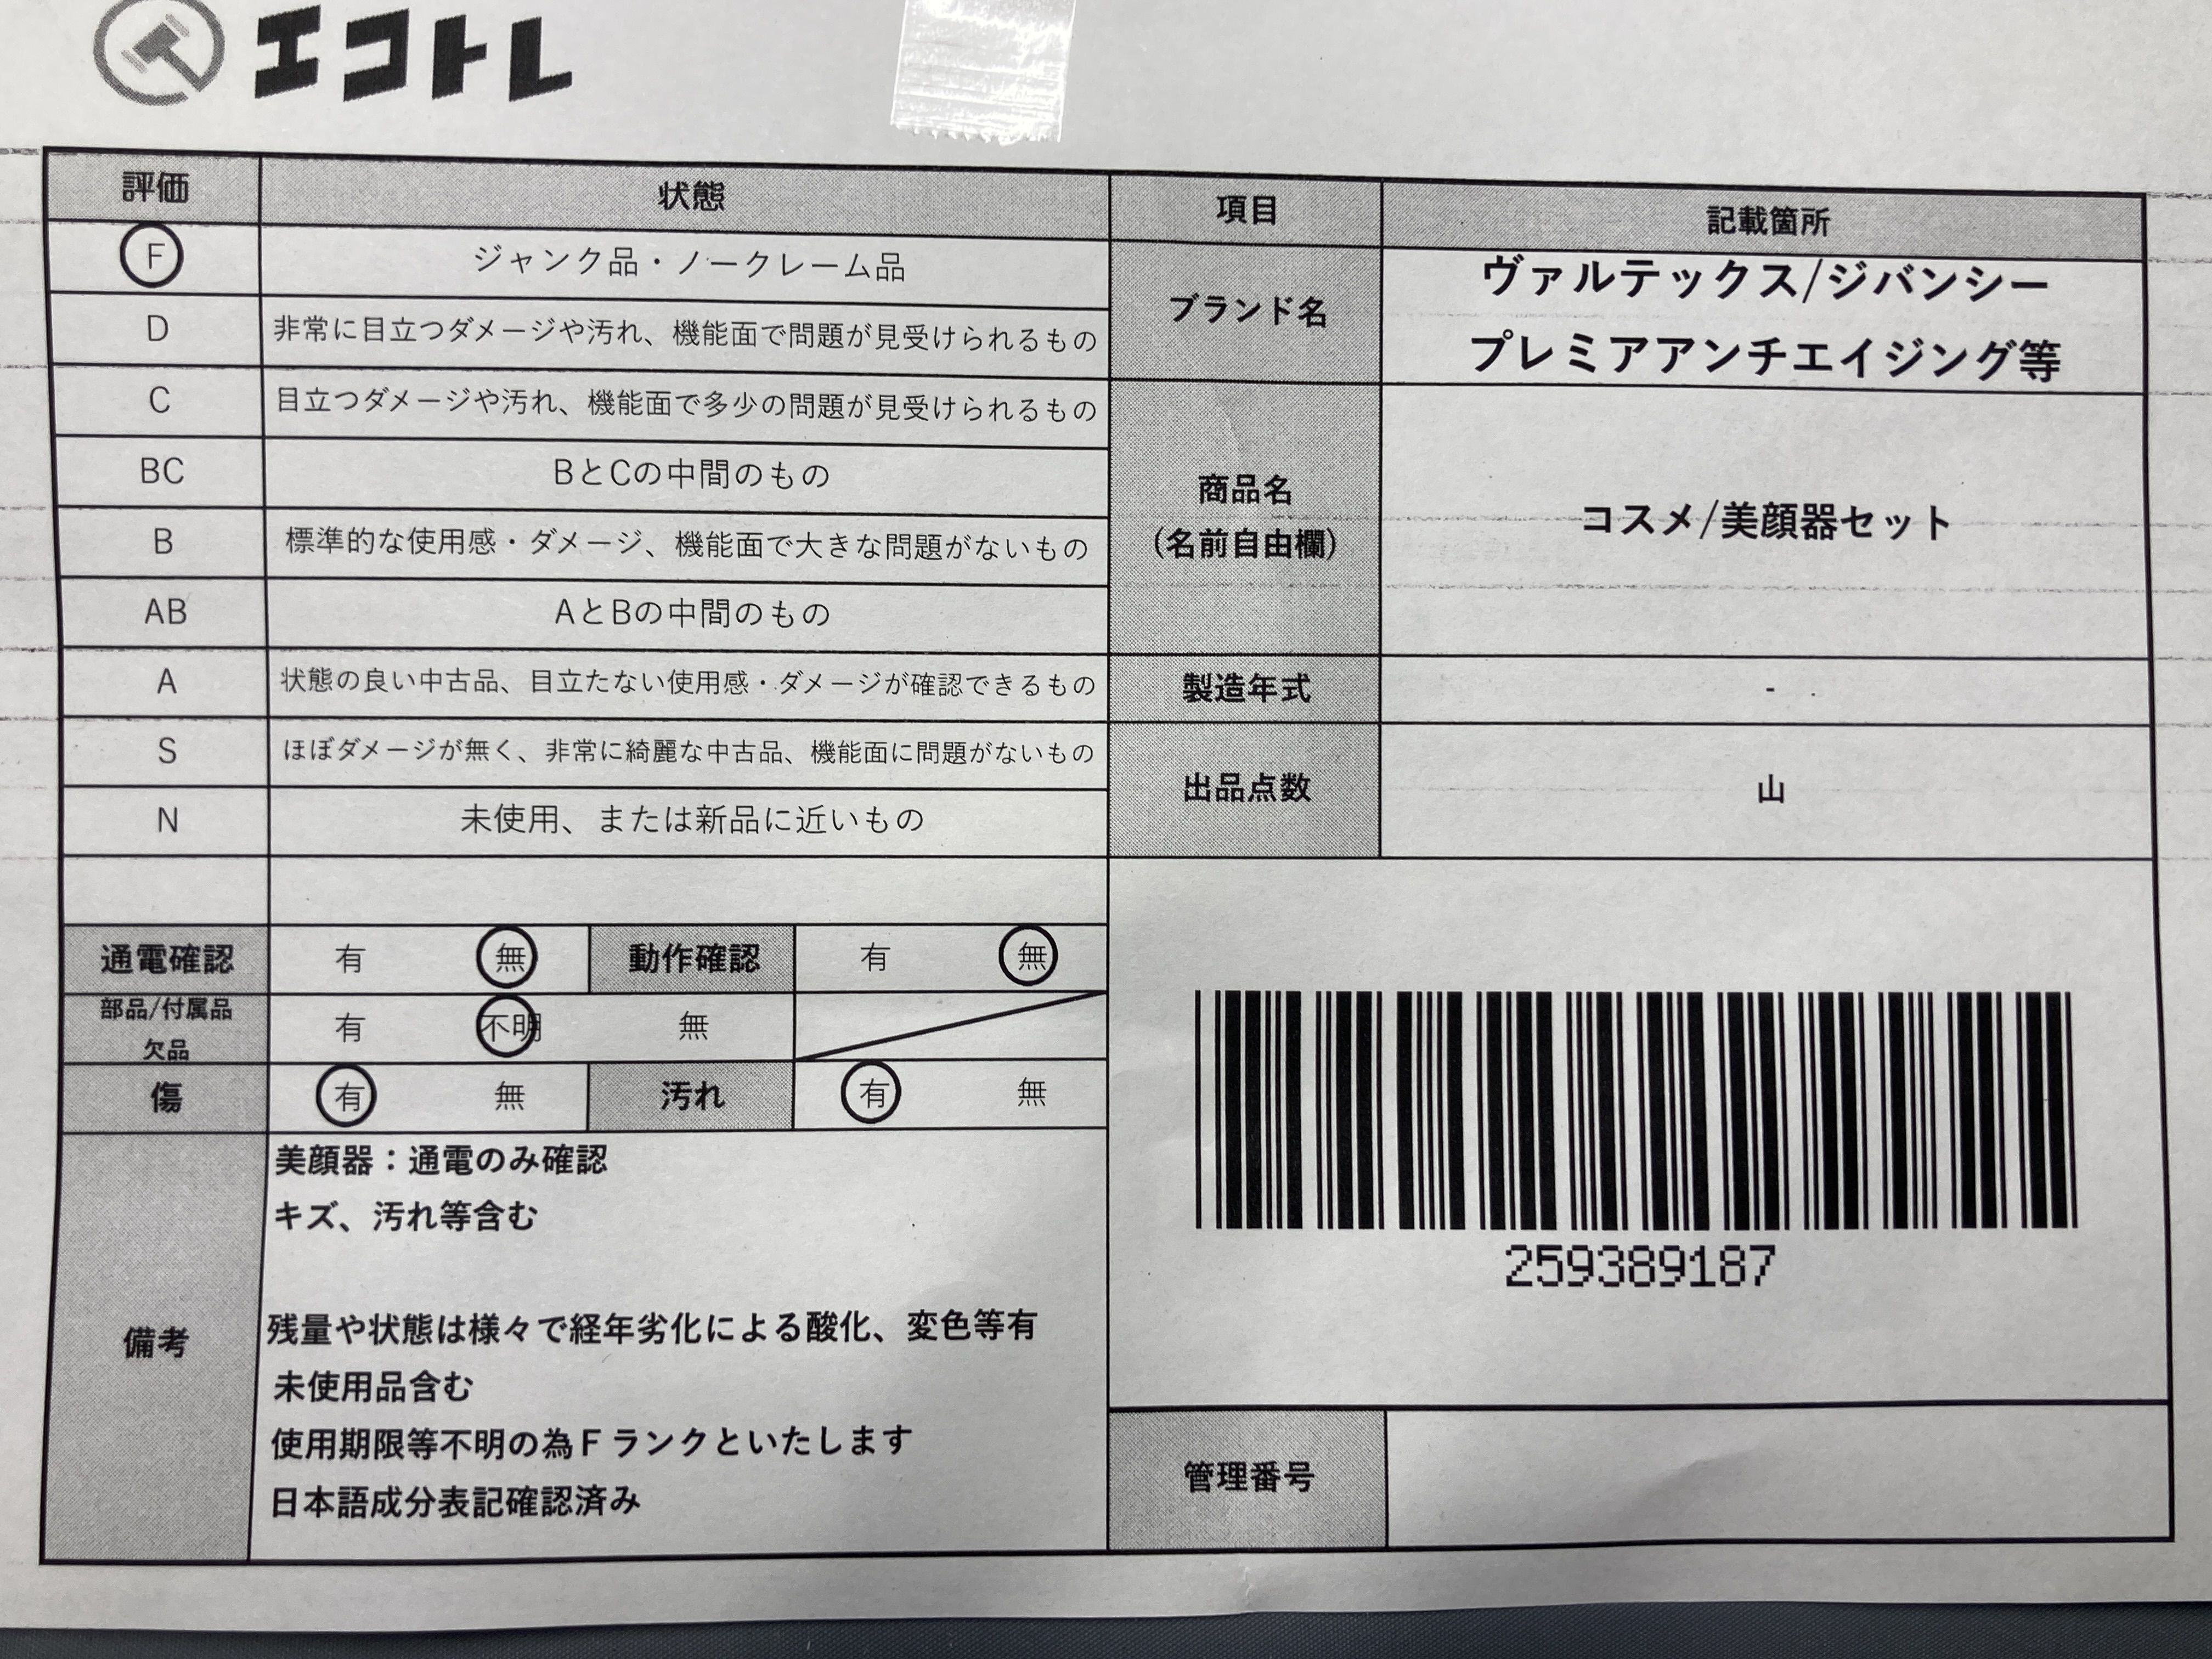 エコトレ
評価 状態 項目 記載箇所
F ジャンク品・ノークレーム品
D 非常に目立つダメージや汚れ、機能面で問題が見受けられるもの
C 目立つダメージや汚れ、機能面で多少の問題が見受けられるもの
BC BとCの中間のもの
B 標準的な使用感・ダメージ、機能面で大きな問題がないもの
AB AとBの中間のもの
A 状態の良い中古品、目立たない使用感・ダメージが確認できるもの
S ほぼダメージが無く、非常に綺麗な中古品、機能面に問題がないもの
N 未使用、または新品に近いもの
ブランド名
ヴァルテックス/ジバンシー
プレミアアンチエイジング等
商品名
(名前自由欄)
コスメ/美顔器セット
製造年式 -
出品点数 山
通電確認 有 無 動作確認 有 無
部品/付属品
欠品
有 不明 無
傷 有 無 汚れ 有 無
備考
美顔器：通電のみ確認
キズ、汚れ等含む
残量や状態は様々で経年劣化による酸化、変色等有
未使用品含む
使用期限等不明の為Fランクといたします
日本語成分表記確認済み
259389187
管理番号